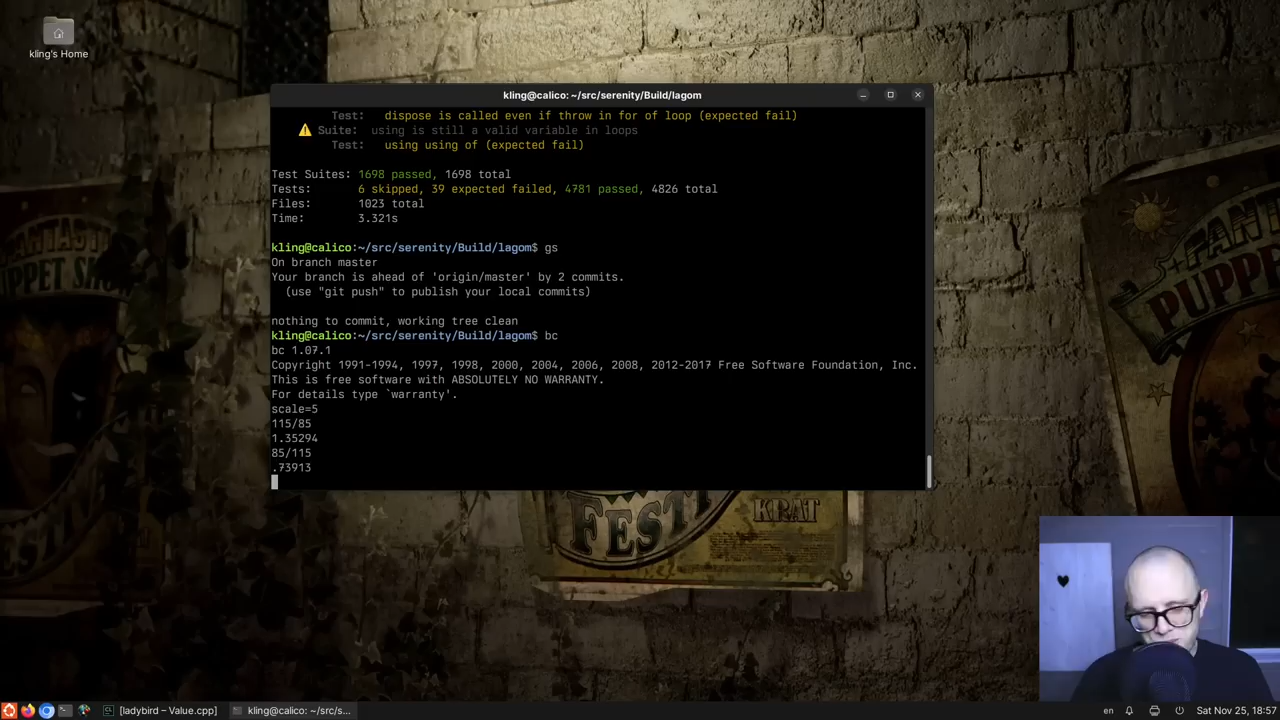 kling's Home
kling@calico: ~/src/serenity/Build/lagom
Test: dispose is called even if throw in for of loop (expected fail)
⚠ Suite: using is still a valid variable in loops
Test: using using of (expected fail)
Test Suites: 1698 passed, 1698 total
Tests: 6 skipped, 39 expected failed, 4781 passed, 4826 total
Files: 1023 total
Time: 3.321s
kling@calico:~/src/serenity/Build/lagom$ gs
On branch master
Your branch is ahead of 'origin/master' by 2 commits.
(use "git push" to publish your local commits)
nothing to commit, working tree clean
kling@calico:~/src/serenity/Build/lagom$ bc
bc 1.07.1
Copyright 1991-1994, 1997, 1998, 2000, 2004, 2006, 2008, 2012-2017 Free Software Foundation, Inc.
This is free software with ABSOLUTELY NO WARRANTY.
For details type `warranty'.
scale=5
115/85
1.35294
85/115
.73913
KRAT
[ladybird – Value.cpp]
kling@calico: ~/src/s...
en
Sat Nov 25, 18:57